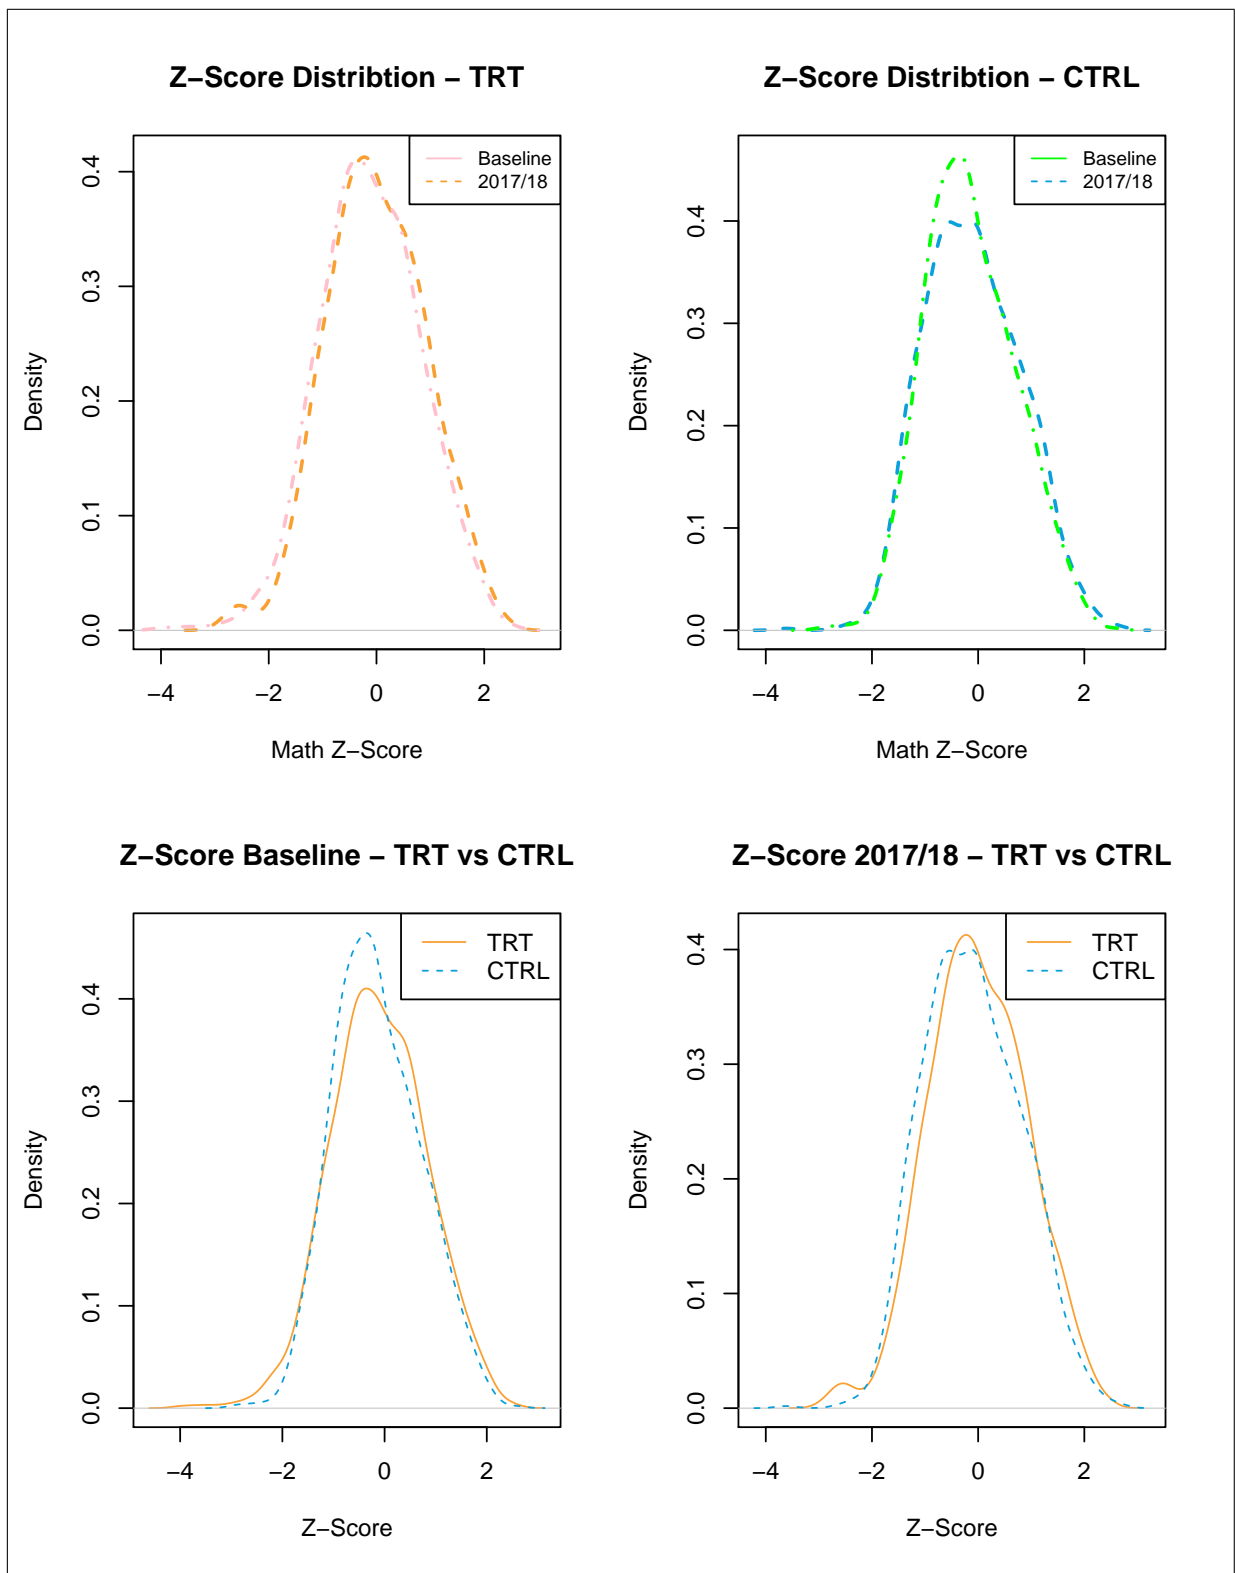 Z−Score Distribtion − TRT
Baseline
2017/18
Density
0.0
0.1
0.2
0.3
0.4
−4
−2
0
2
Math Z−Score
Z−Score Distribtion − CTRL
Baseline
2017/18
Density
0.0
0.1
0.2
0.3
0.4
−4
−2
0
2
Math Z−Score
Z−Score Baseline − TRT vs CTRL
TRT
CTRL
Density
0.0
0.1
0.2
0.3
0.4
−4
−2
0
2
Z−Score
Z−Score 2017/18 − TRT vs CTRL
TRT
CTRL
Density
0.0
0.1
0.2
0.3
0.4
−4
−2
0
2
Z−Score